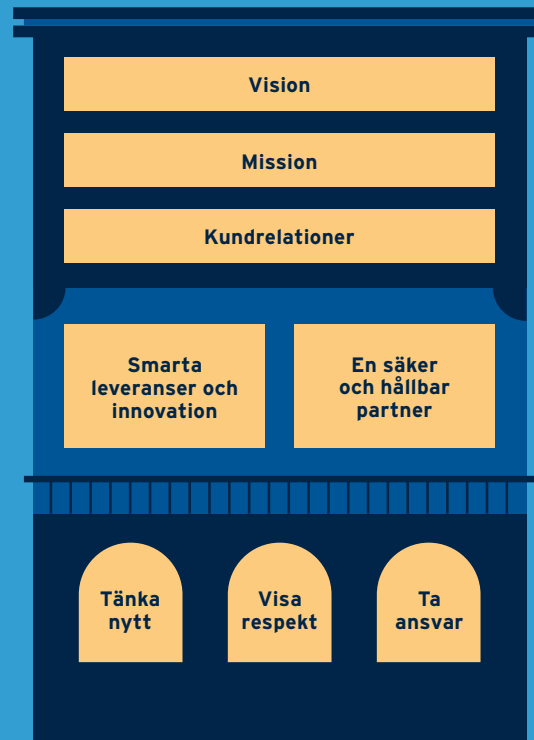 Vision
Mission
Kundrelationer
Smarta
leveranser och
innovation
En säker
och hållbar
partner
Tänka
nytt
Visa
respekt
Ta
ansvar